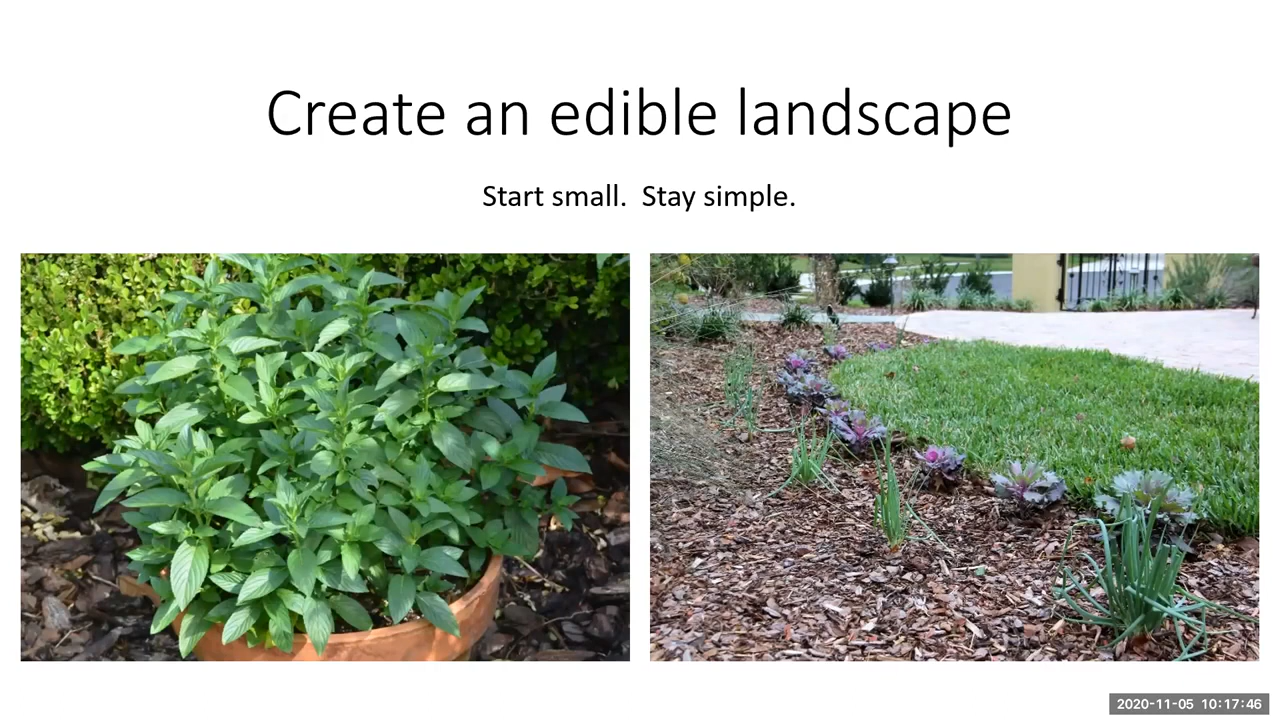 Create an edible landscape
Start small.  Stay simple.
2020-11-05 10:17:46